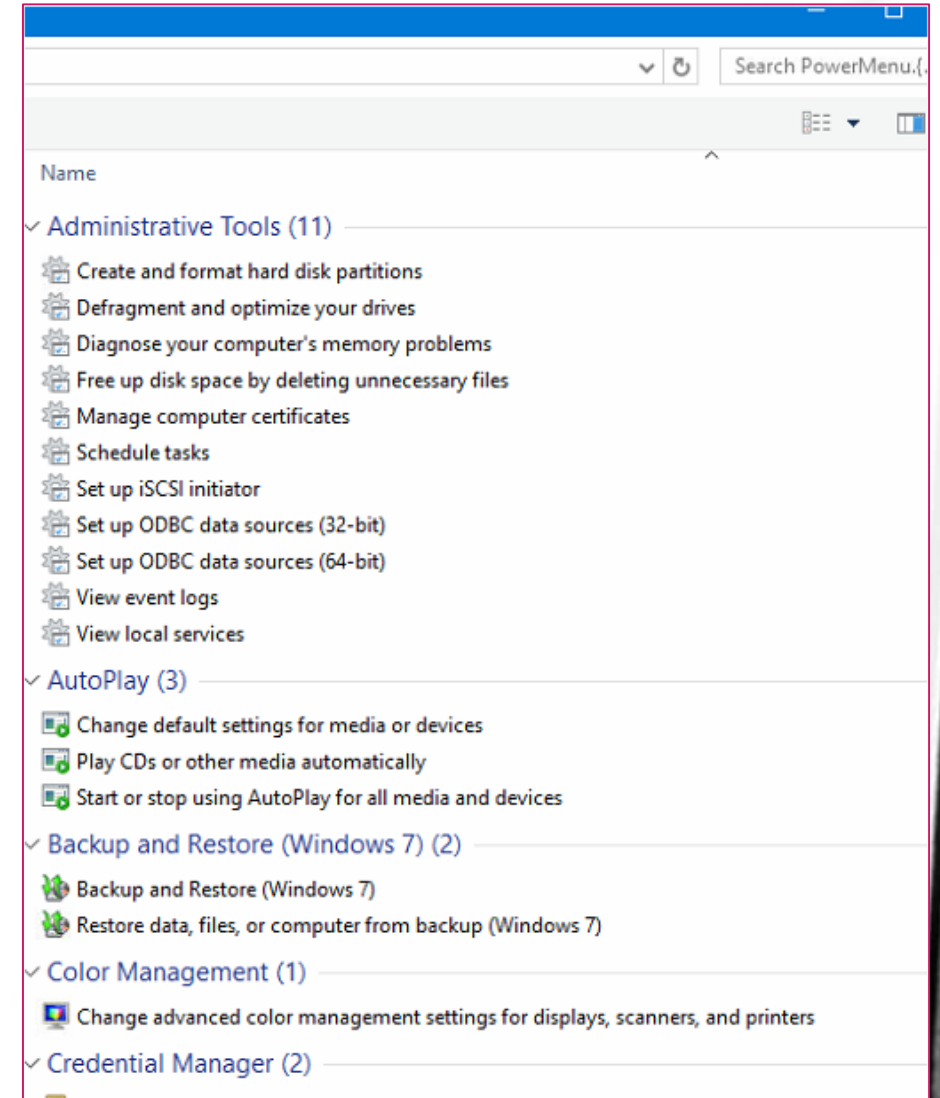 Search PowerMenu.{.
Name
Administrative Tools (11)
Create and format hard disk partitions
Defragment and optimize your drives
Diagnose your computer's memory problems
Free up disk space by deleting unnecessary files
Manage computer certificates
Schedule tasks
Set up iSCSI initiator
Set up ODBC data sources (32-bit)
Set up ODBC data sources (64-bit)
View event logs
View local services
AutoPlay (3)
Change default settings for media or devices
Play CDs or other media automatically
Start or stop using AutoPlay for all media and devices
Backup and Restore (Windows 7) (2)
Backup and Restore (Windows 7)
Restore data, files, or computer from backup (Windows 7)
Color Management (1)
Change advanced color management settings for displays, scanners, and printers
Credential Manager (2)